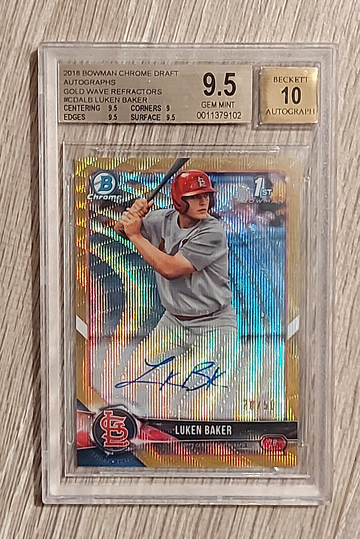 2018 BOWMAN CHROME DRAFT
AUTOGRAPHS
GOLD WAVE REFRACTORS
#CDALB LUKEN BAKER
CENTERING 9.5 CORNERS 9
EDGES 9.5 SURFACE 9.5
9.5
GEM MINT
0011379102
BECKETT
10
AUTOGRAPH
B
Chrome
1ST
BOWMAN
LUKEN BAKER